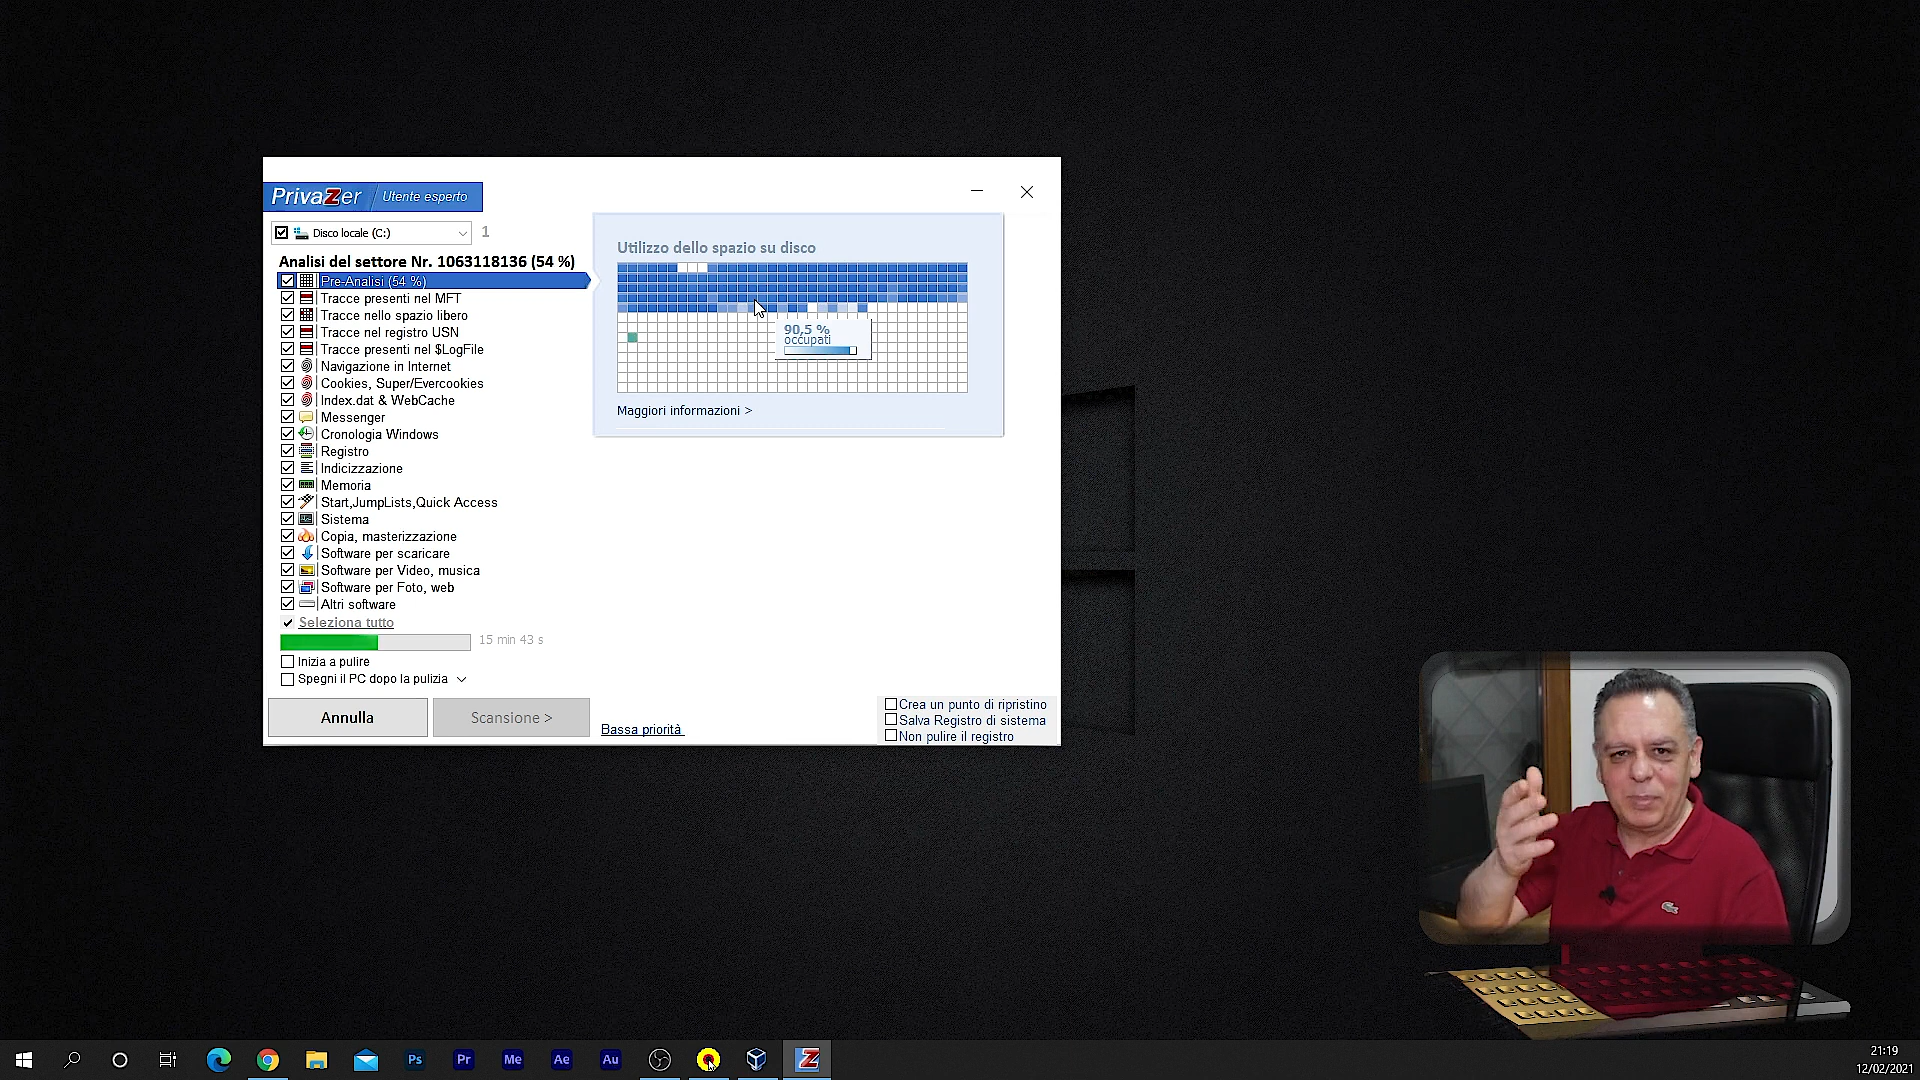 PrivaZer Utente esperto
Disco locale (C:) 1
Analisi del settore Nr. 1063118136 (54 %)
Pre-Analisi (54 %)
Tracce presenti nel MFT
Tracce nello spazio libero
Tracce nel registro USN
Tracce presenti nel $LogFile
Navigazione in Internet
Cookies, Super/Evercookies
Index.dat & WebCache
Messenger
Cronologia Windows
Registro
Indicizzazione
Memoria
Start,JumpLists,Quick Access
Sistema
Copia, masterizzazione
Software per scaricare
Software per Video, musica
Software per Foto, web
Altri software
Seleziona tutto
15 min 43 s
Inizia a pulire
Spegni il PC dopo la pulizia
Annulla
Scansione >
Bassa priorità
Utilizzo dello spazio su disco
90,5 %
occupati
Maggiori informazioni >
Crea un punto di ripristino
Salva Registro di sistema
Non pulire il registro
Ps
Pr
Me
Ae
Au
Z
21:19
12/02/2021